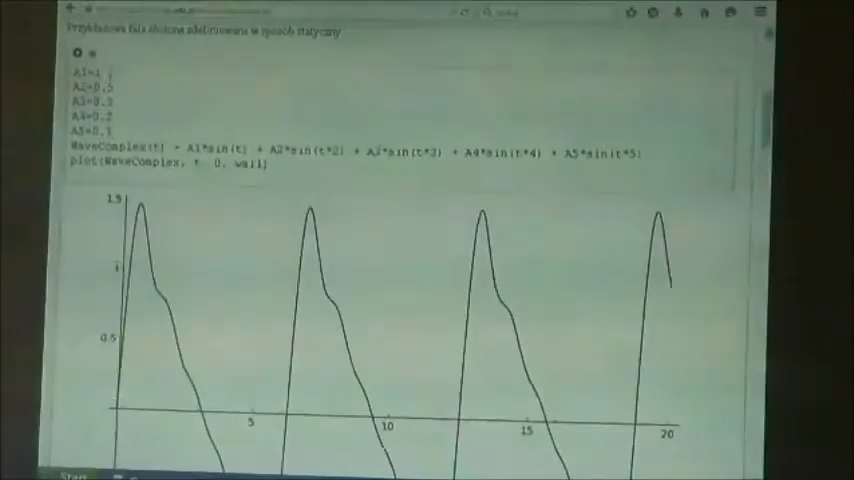 Przykładowa fala złożona zdefiniowana w sposób statyczny
A1=1
A2=0.5
A3=0.3
A4=0.2
A5=0.1
WaveComplex(t) = A1*sin(t) + A2*sin(t*2) + A3*sin(t*3) + A4*sin(t*4) + A5*sin(t*5)
plot(WaveComplex, t, 0, wall)
1.5
1
0.5
5
10
15
20
Start